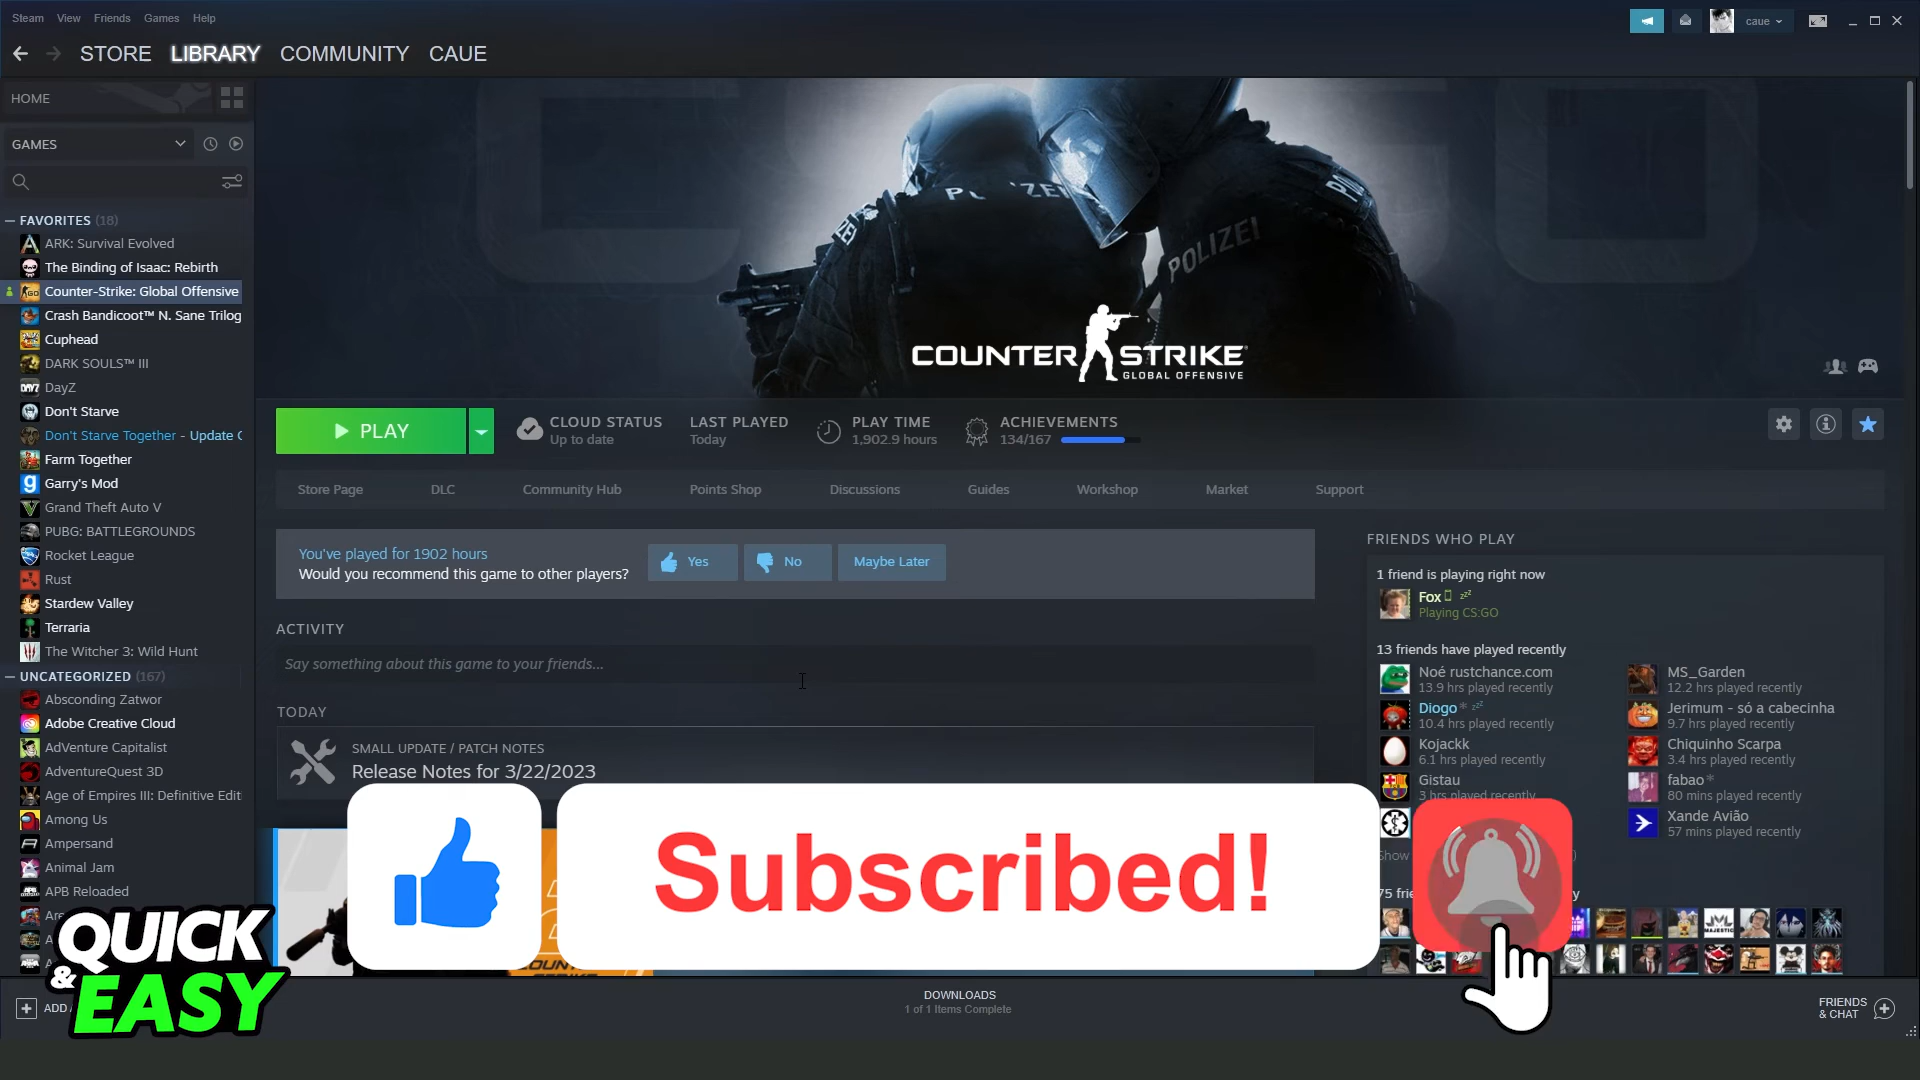 Steam View Friends Games Help
caue
STORE LIBRARY COMMUNITY CAUE
HOME
GAMES
FAVORITES (18)
ARK: Survival Evolved
The Binding of Isaac: Rebirth
Counter-Strike: Global Offensive
Crash Bandicoot™ N. Sane Trilog
Cuphead
DARK SOULS™ III
DayZ
Don't Starve
Don't Starve Together - Update
Farm Together
Garry's Mod
Grand Theft Auto V
PUBG: BATTLEGROUNDS
Rocket League
Rust
Stardew Valley
Terraria
The Witcher 3: Wild Hunt
UNCATEGORIZED (167)
Absconding Zatwor
Adobe Creative Cloud
AdVenture Capitalist
AdventureQuest 3D
Age of Empires III: Definitive Edit
Among Us
Ampersand
Animal Jam
APB Reloaded
QUICK
& EASY
ADD
POLIZEI
COUNTER STRIKE
GLOBAL OFFENSIVE
PLAY
CLOUD STATUS
Up to date
LAST PLAYED
Today
PLAY TIME
1,902.9 hours
ACHIEVEMENTS
134/167
Store Page DLC Community Hub Points Shop Discussions Guides Workshop Market Support
You've played for 1902 hours
Would you recommend this game to other players?
Yes No Maybe Later
ACTIVITY
Say something about this game to your friends...
TODAY
SMALL UPDATE / PATCH NOTES
Release Notes for 3/22/2023
Subscribed!
FRIENDS WHO PLAY
1 friend is playing right now
Fox zzz
Playing CS:GO
13 friends have played recently
Noé rustchance.com
13.9 hrs played recently
MS_Garden
12.2 hrs played recently
Diogo* zzz
10.4 hrs played recently
Jerimum - só a cabecinha
9.7 hrs played recently
Kojackk
6.1 hrs played recently
Chiquinho Scarpa
3.4 hrs played recently
Gistau
3 hrs played recently
fabao*
80 mins played recently
Xande Avião
57 mins played recently
DOWNLOADS
1 of 1 Items Complete
FRIENDS
& CHAT